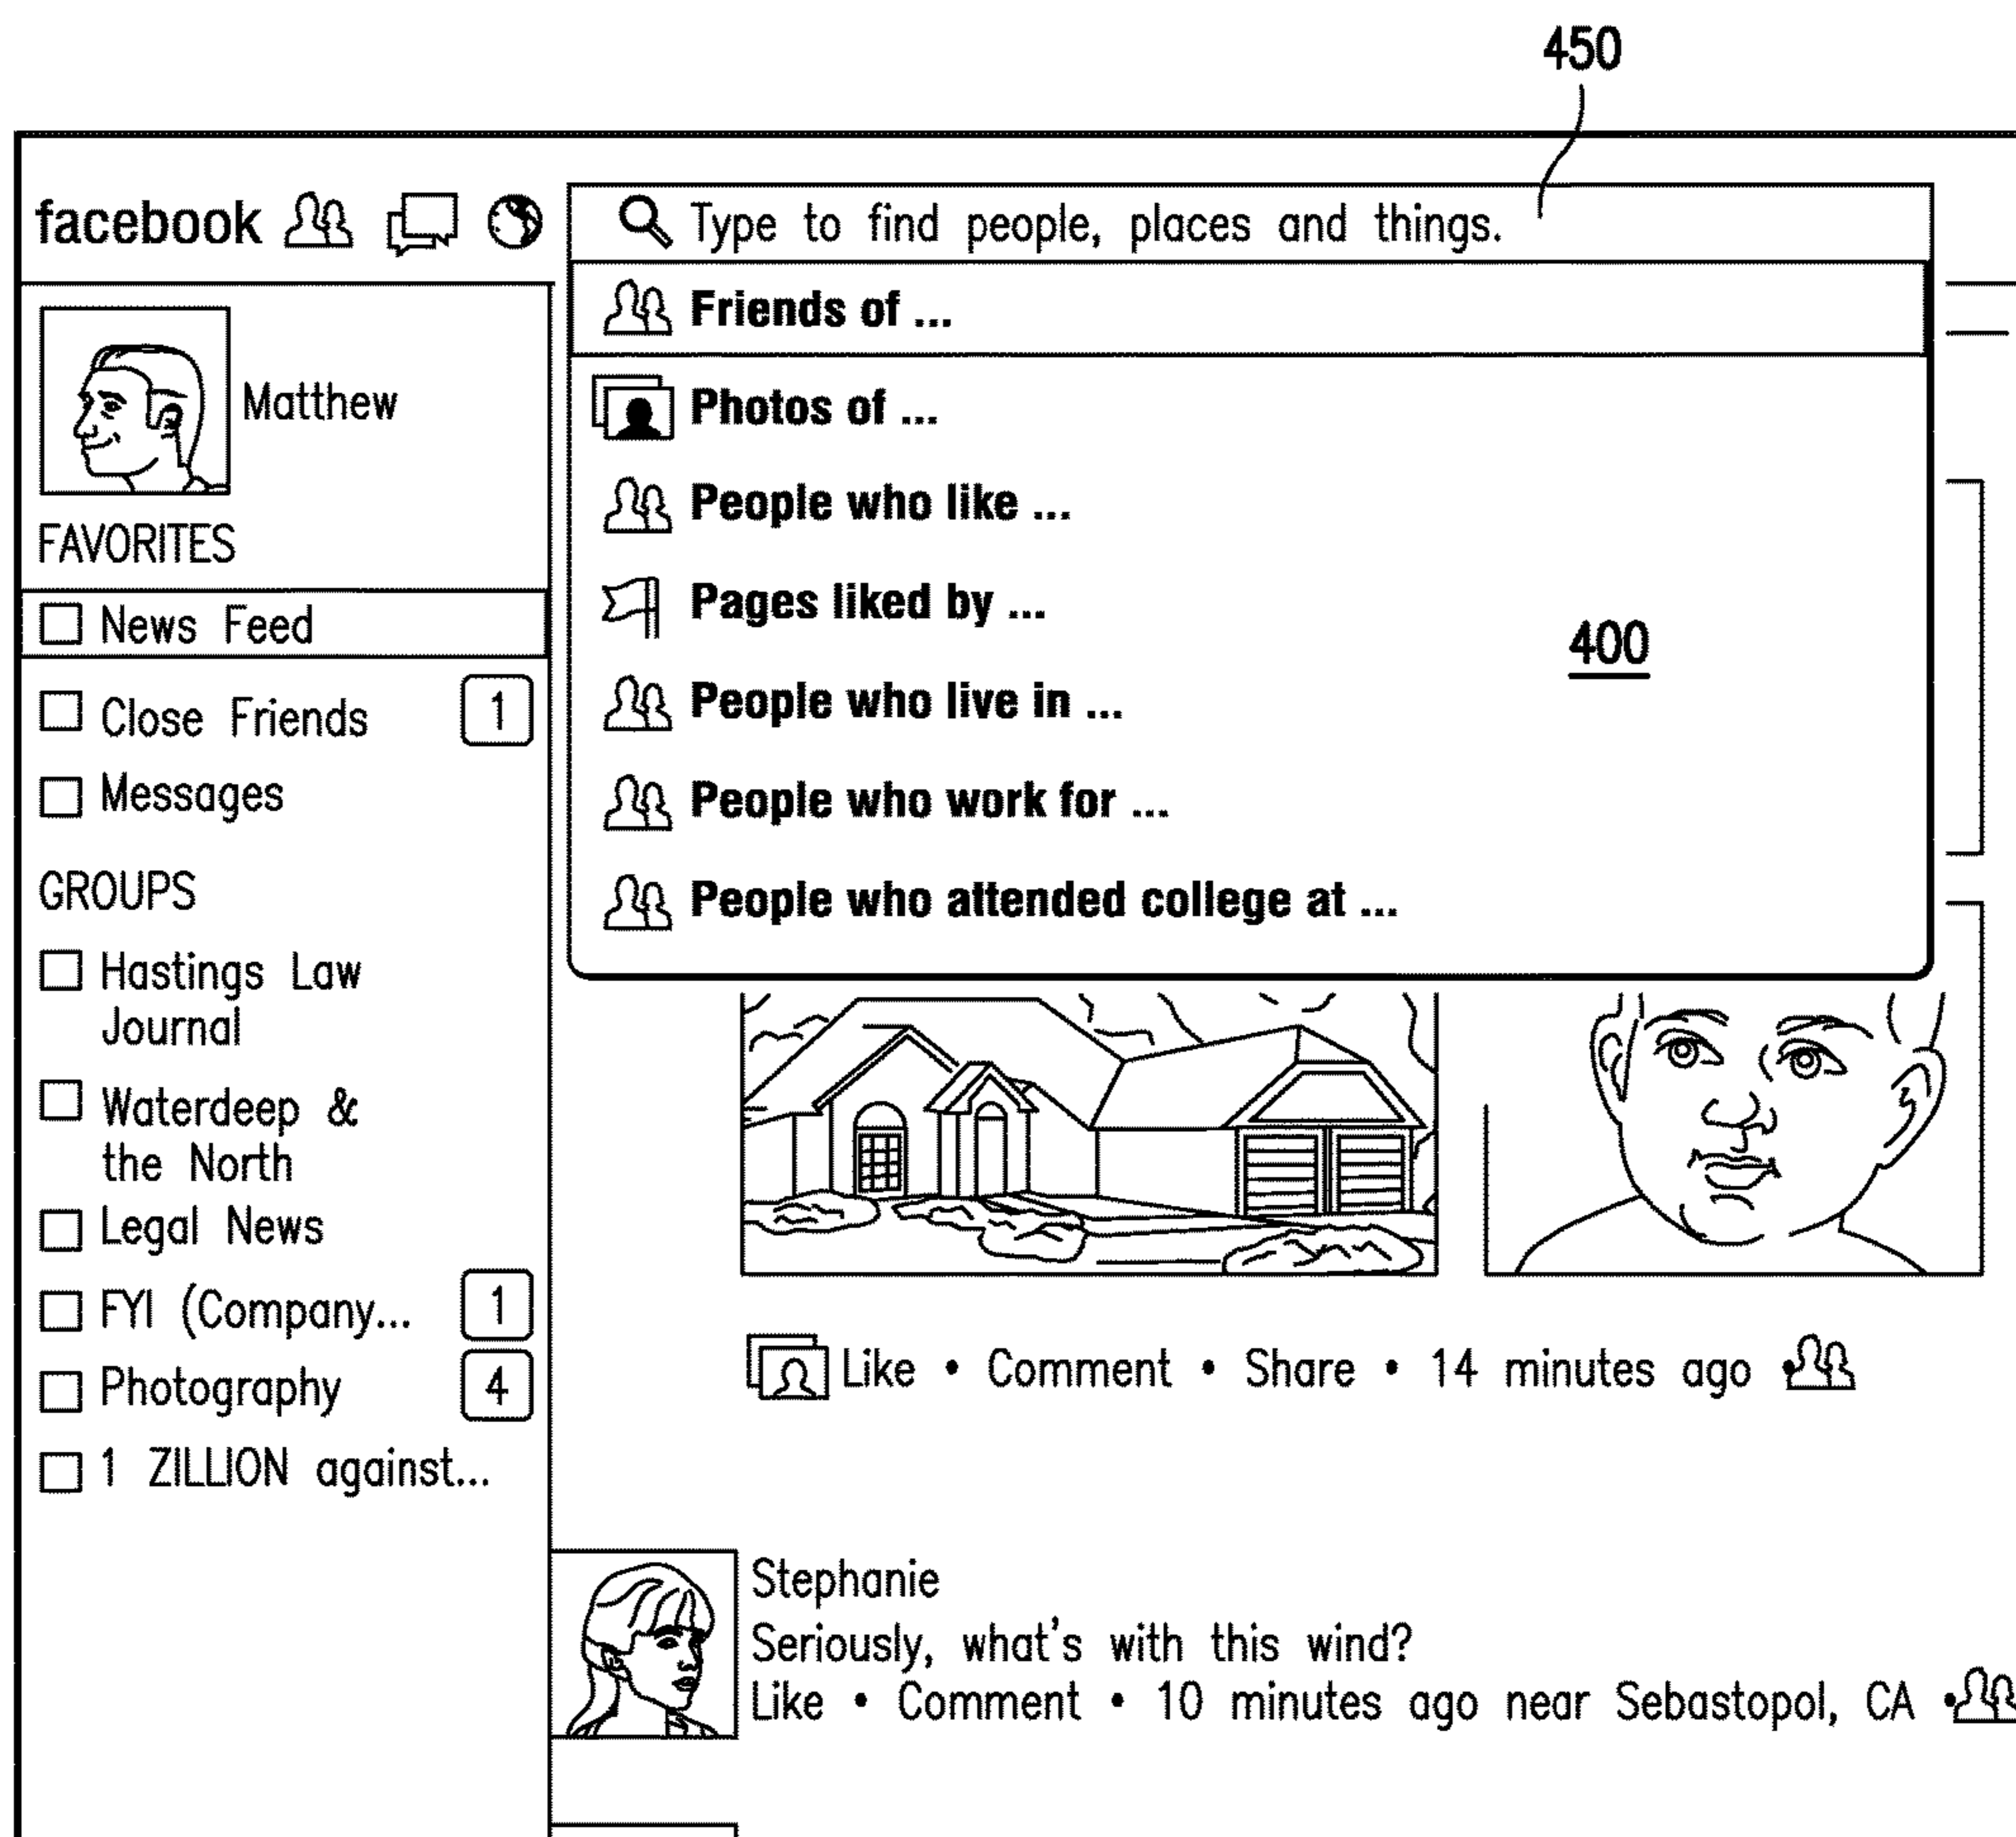 450
facebook
Type to find people, places and things.
Friends of ...
Photos of ...
People who like ...
Pages liked by ...
People who live in ...
People who work for ...
People who attended college at ...
400
Matthew
FAVORITES
News Feed
Close Friends 1
Messages
GROUPS
Hastings Law
Journal
Waterdeep &
the North
Legal News
FYI (Company... 1
Photography 4
1 ZILLION against...
Like • Comment • Share • 14 minutes ago •
Stephanie
Seriously, what's with this wind?
Like • Comment • 10 minutes ago near Sebastopol, CA •